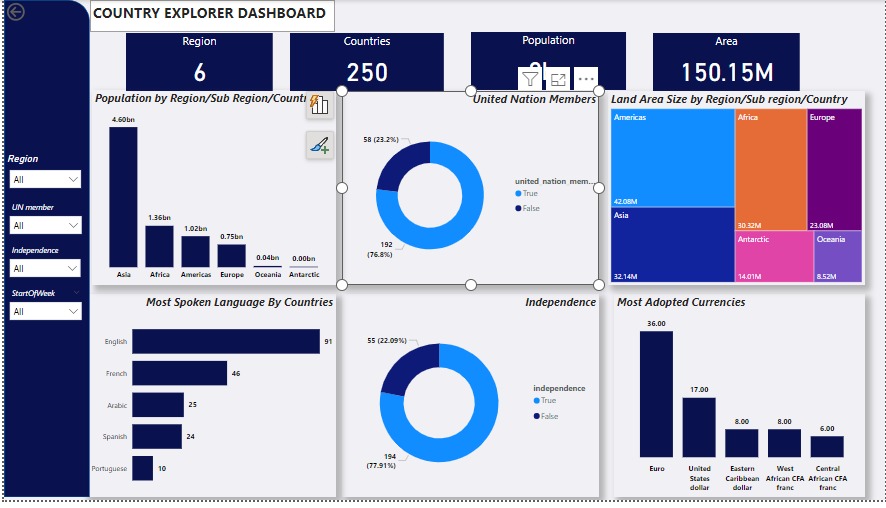 COUNTRY EXPLORER DASHBOARD
Region
6
Countries
250
Population
Area
150.15M
Region
All
UN member
All
Independence
All
StartOfWeek
All
Population by Region/Sub Region/Count
4.60bn
1.36bn
1.02bn
0.75bn
0.04bn
0.00bn
Asia
Africa
Americas
Europe
Oceania
Antarctic
United Nation Members
58 (23.2%)
192
(76.8%)
united_nation_mem...
True
False
Land Area Size by Region/Sub region/Country
Americas
42.08M
Asia
32.14M
Africa
30.32M
Europe
23.08M
Antarctic
14.01M
Oceania
8.52M
Most Spoken Language By Countries
English
91
French
46
Arabic
25
Spanish
24
Portuguese
10
Independence
55 (22.09%)
194
(77.91%)
independence
True
False
Most Adopted Currencies
36.00
17.00
8.00
8.00
6.00
Euro
United
States
dollar
Eastern
Caribbean
dollar
West
African CFA
franc
Central
African CFA
franc